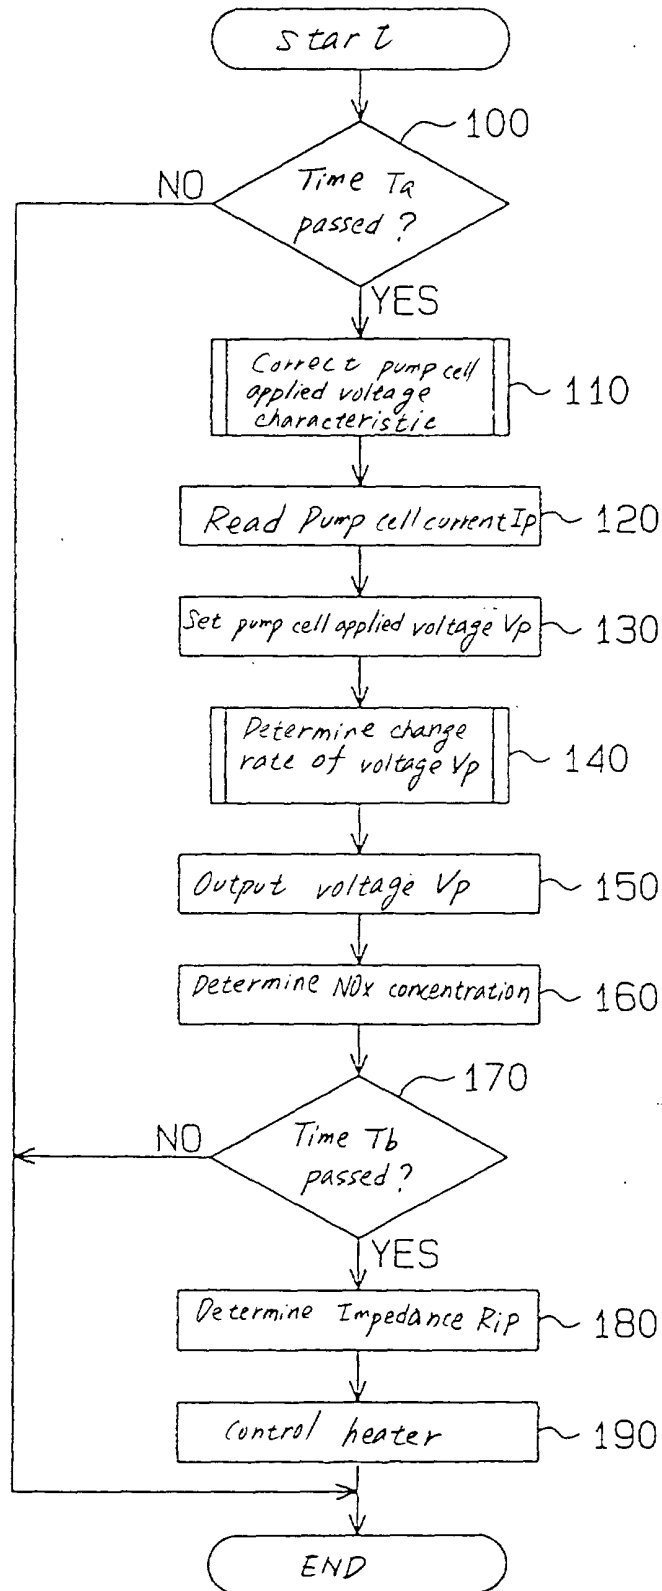 start
100
NO
Time Ta
passed ?
YES
Correct pump cell
applied voltage
characteristic
110
Read Pump cell current Ip
120
Set pump cell applied voltage Vp
130
Determine change
rate of voltage Vp
140
Output voltage Vp
150
Determine NOx concentration
160
170
NO
Time Tb
passed ?
YES
Determine Impedance Rip
180
Control heater
190
END